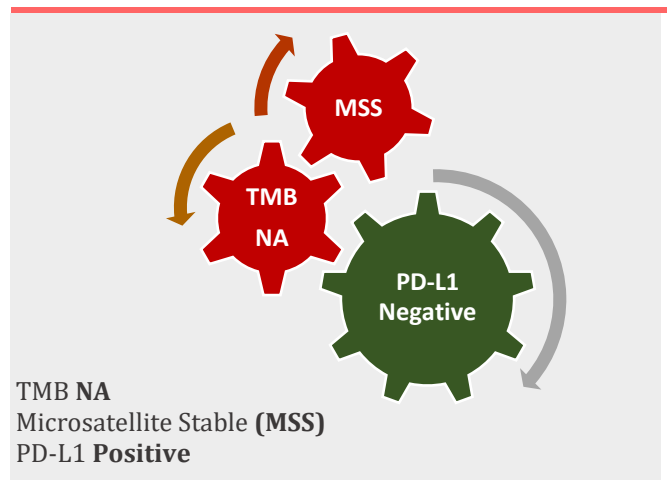 MSS
TMB
NA
PD-L1
Negative
TMB NA
Microsatellite Stable (MSS)
PD-L1 Positive